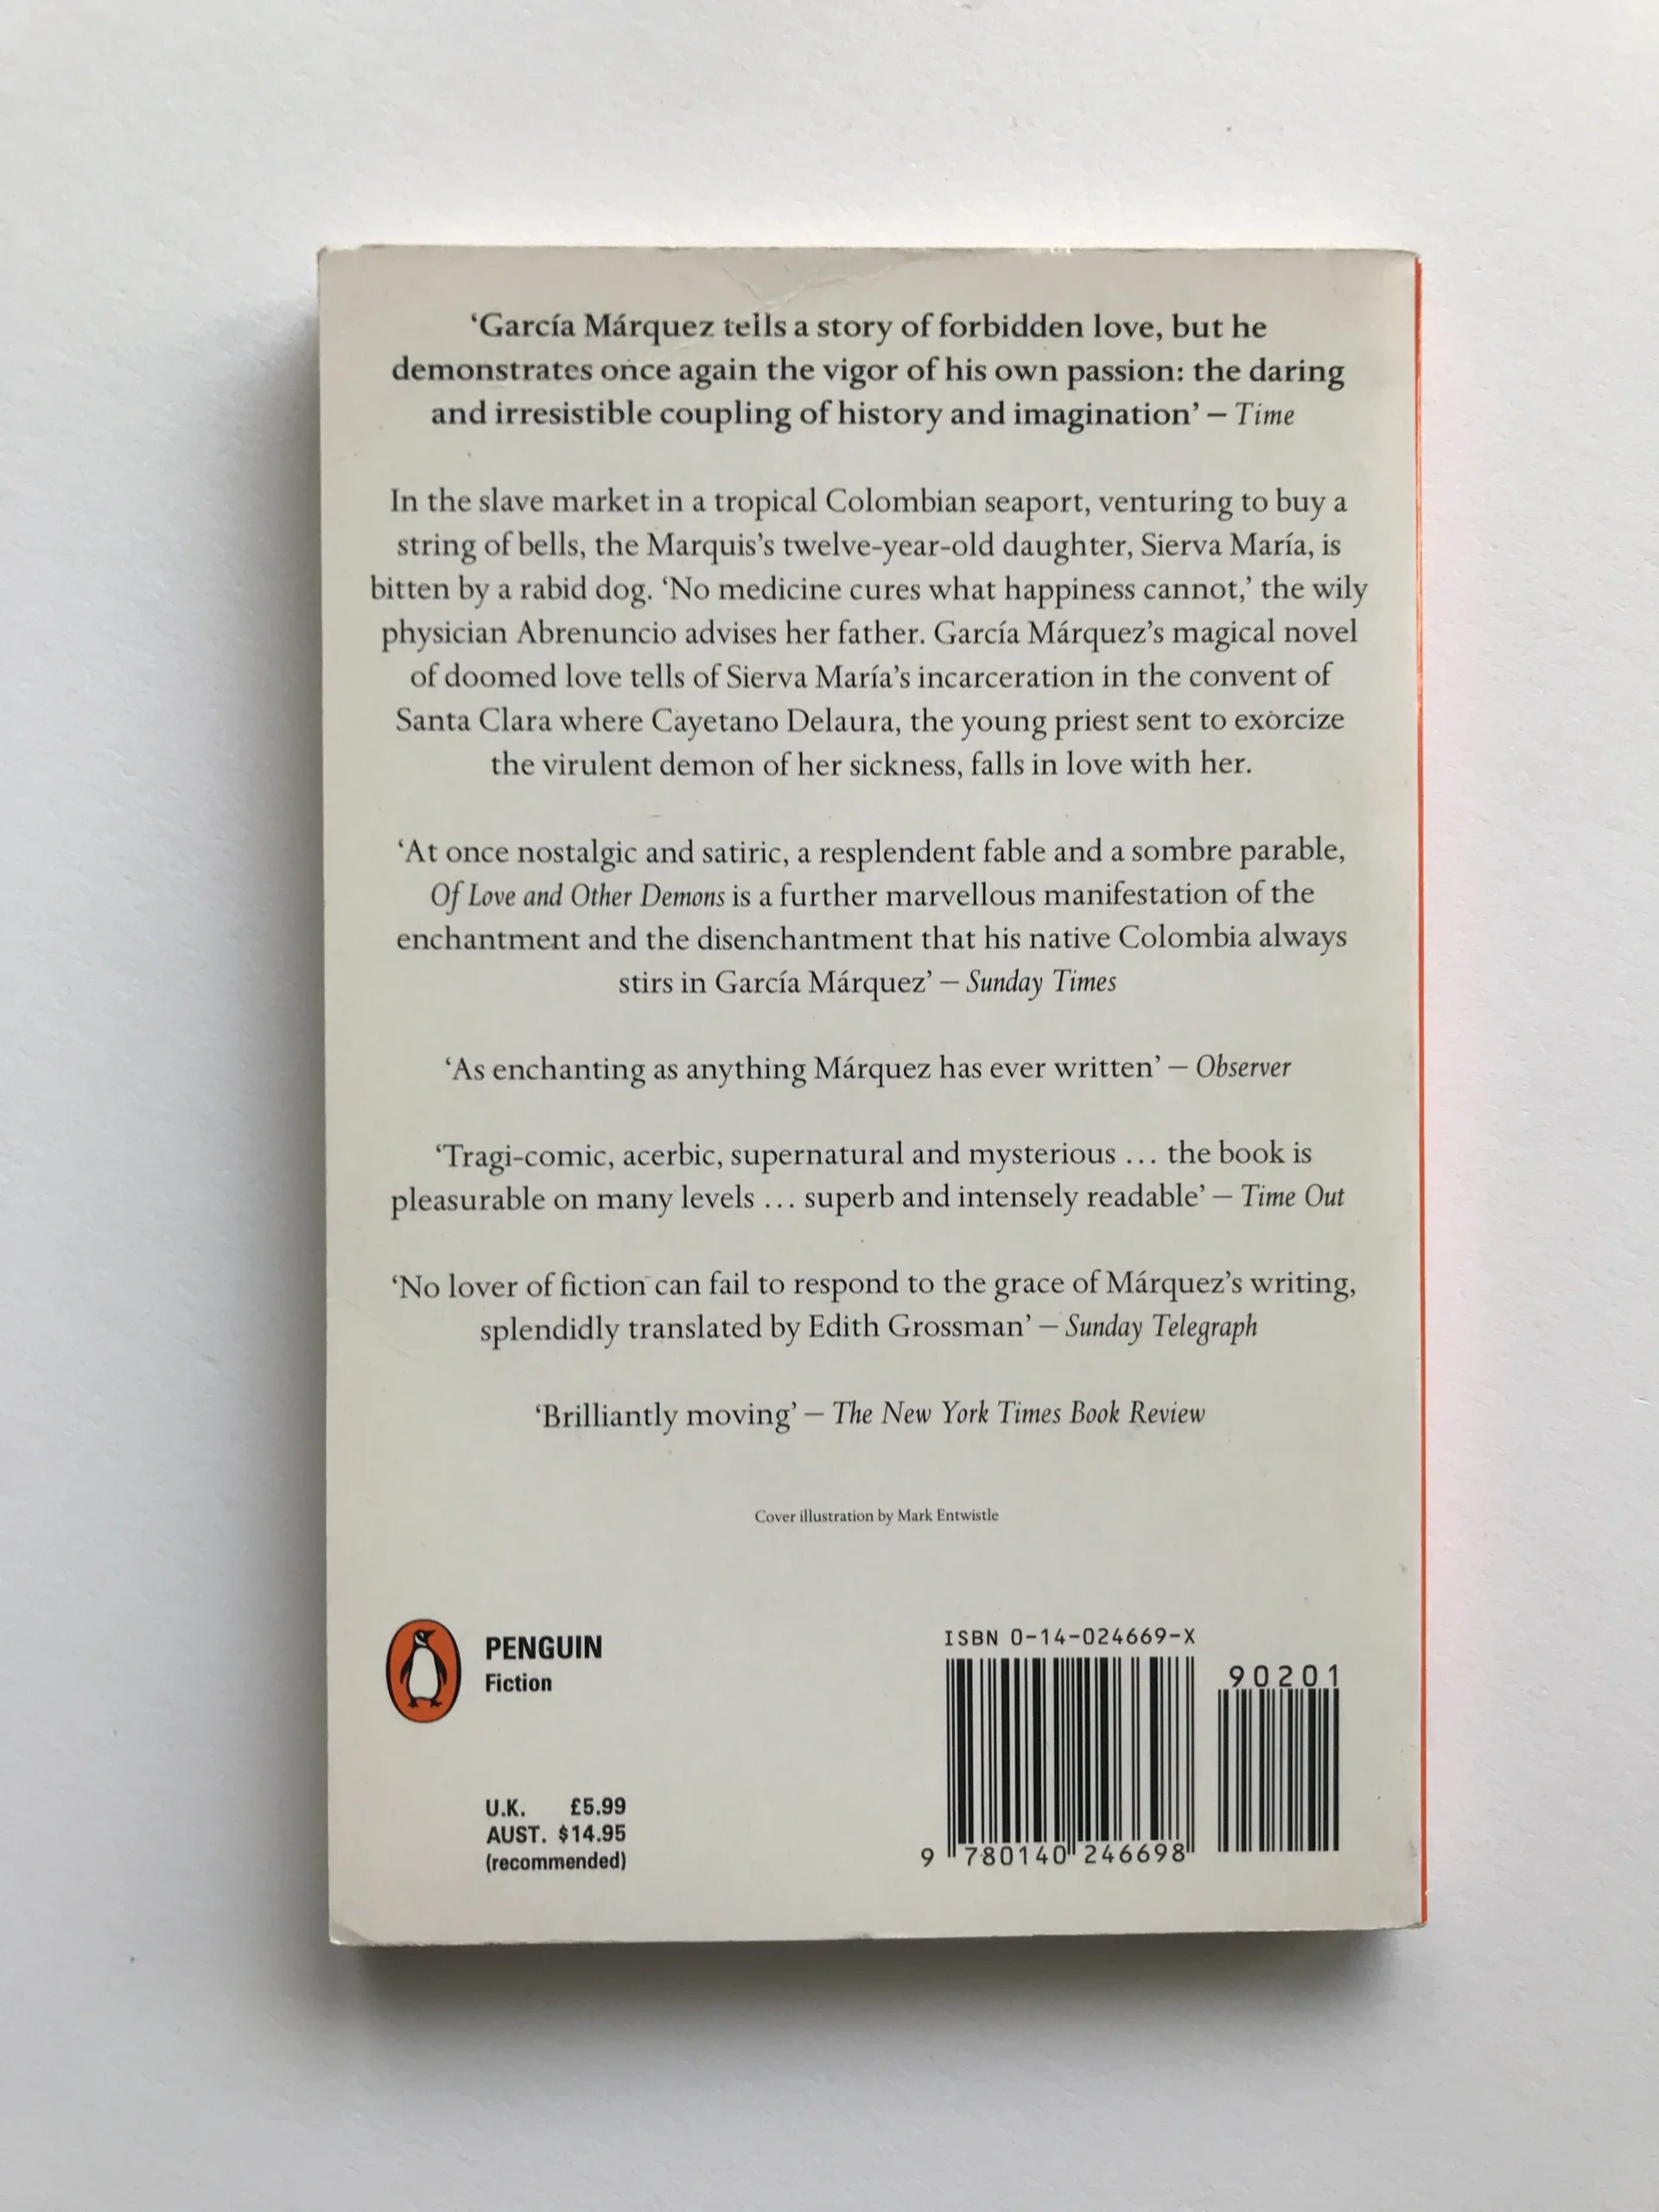 ‘García Márquez tells a story of forbidden love, but he
demonstrates once again the vigor of his own passion: the daring
and irresistible coupling of history and imagination’ – Time
In the slave market in a tropical Colombian seaport, venturing to buy a
string of bells, the Marquis’s twelve-year-old daughter, Sierva María, is
bitten by a rabid dog. ‘No medicine cures what happiness cannot,’ the wily
physician Abrenuncio advises her father. García Márquez’s magical novel
of doomed love tells of Sierva María’s incarceration in the convent of
Santa Clara where Cayetano Delaura, the young priest sent to exorcize
the virulent demon of her sickness, falls in love with her.
‘At once nostalgic and satiric, a resplendent fable and a sombre parable,
Of Love and Other Demons is a further marvellous manifestation of the
enchantment and the disenchantment that his native Colombia always
stirs in García Márquez’ – Sunday Times
‘As enchanting as anything Márquez has ever written’ – Observer
‘Tragi-comic, acerbic, supernatural and mysterious ... the book is
pleasurable on many levels ... superb and intensely readable’ – Time Out
‘No lover of fiction can fail to respond to the grace of Márquez’s writing,
splendidly translated by Edith Grossman’ – Sunday Telegraph
‘Brilliantly moving’ – The New York Times Book Review
Cover illustration by Mark Entwistle
PENGUIN
Fiction
U.K. £5.99
AUST. $14.95
(recommended)
ISBN 0-14-024669-X
90201
9 780140 246698